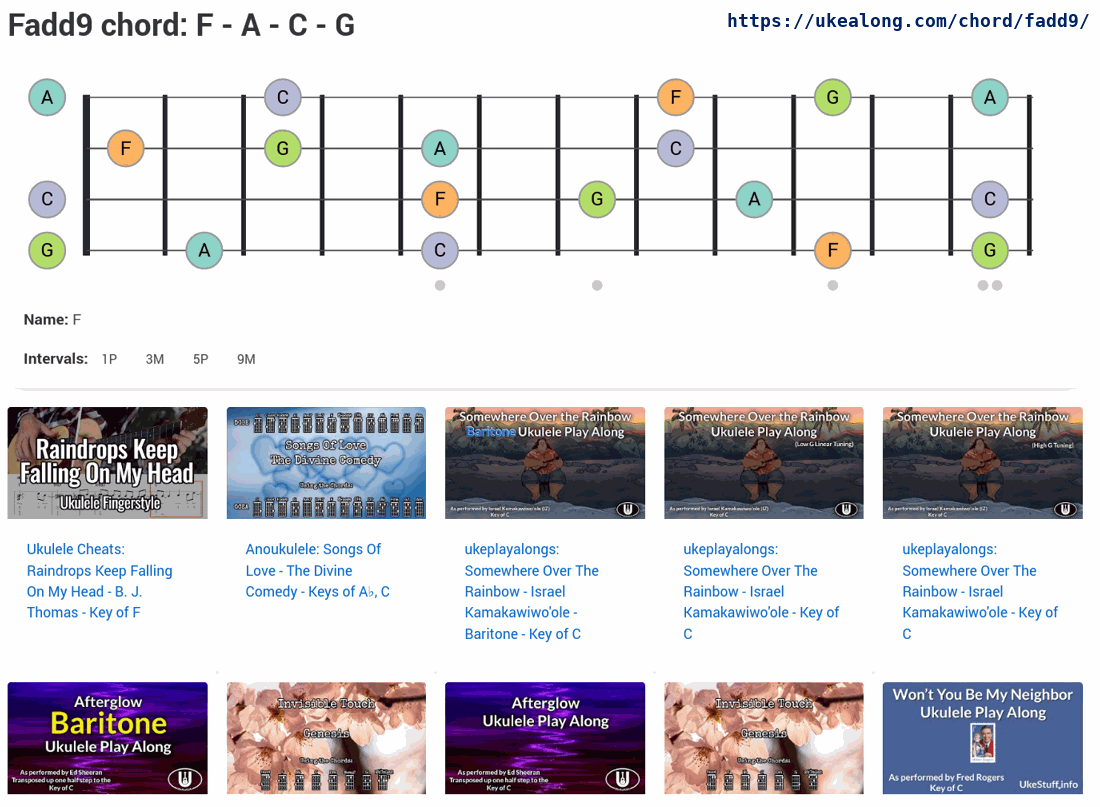 Fadd9 chord: F - A - C - G
https://ukealong.com/chord/fadd9/
A C F G A
F G A C
C F G A C
G A C F G
Name: F
Intervals: 1P 3M 5P 9M
Raindrops Keep
Falling On My Head
Ukulele Fingerstyle
Songs Of Love
The Divine Comedy
Using the Chords:
Somewhere Over the Rainbow
Baritone Ukulele Play Along
As performed by Israel Kamakawiwo'ole (IZ)
Key of C
Somewhere Over the Rainbow
Ukulele Play Along
(Low G Linear Tuning)
As performed by Israel Kamakawiwo'ole (IZ)
Key of C
Somewhere Over the Rainbow
Ukulele Play Along
(High G Tuning)
As performed by Israel Kamakawiwo'ole (IZ)
Key of C
Ukulele Cheats:
Raindrops Keep Falling
On My Head - B. J.
Thomas - Key of F
Anoukulele: Songs Of
Love - The Divine
Comedy - Keys of A♭, C
ukeplayalongs:
Somewhere Over The
Rainbow - Israel
Kamakawiwo'ole -
Baritone - Key of C
ukeplayalongs:
Somewhere Over The
Rainbow - Israel
Kamakawiwo'ole - Key of
C
ukeplayalongs:
Somewhere Over The
Rainbow - Israel
Kamakawiwo'ole - Key of
C
Afterglow
Baritone
Ukulele Play Along
As performed by Ed Sheeran
Transposed up one half step to the
Key of C
Invisible Touch
Genesis
Using the Chords:
Afterglow
Ukulele Play Along
As performed by Ed Sheeran
Transposed up one half step to the
Key of C
Invisible Touch
Genesis
Using the Chords:
Won't You Be My Neighbor
Ukulele Play Along
As performed by Fred Rogers
Key of C
UkeStuff.info